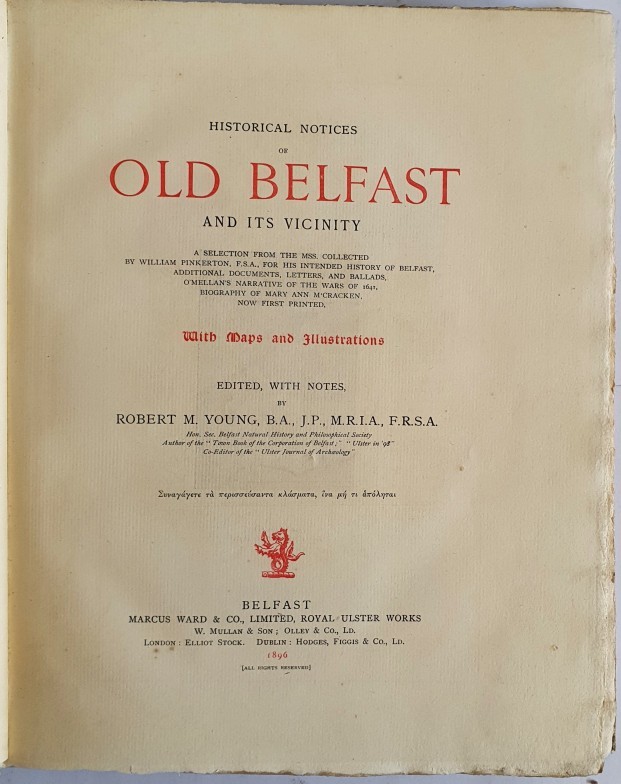 HISTORICAL NOTICES
OF
OLD BELFAST
AND ITS VICINITY
A SELECTION FROM THE MSS. COLLECTED
BY WILLIAM PINKERTON, F.S.A., FOR HIS INTENDED HISTORY OF BELFAST,
ADDITIONAL DOCUMENTS, LETTERS, AND BALLADS,
O'MELLAN'S NARRATIVE OF THE WARS OF 1641,
BIOGRAPHY OF MARY ANN M'CRACKEN,
NOW FIRST PRINTED.
With Maps and Illustrations
EDITED, WITH NOTES,
BY
ROBERT M. YOUNG, B.A., J.P., M.R.I.A., F.R.S.A.
Hon. Sec. Belfast Natural History and Philosophical Society
Author of the "Town Book of the Corporation of Belfast;" "Ulster in '98"
Co-Editor of the "Ulster Journal of Archæology"
Συναγάγετε τὰ περισσεύσαντα κλάσματα, ἵνα μή τι ἀπόληται
BELFAST
MARCUS WARD & CO., LIMITED, ROYAL ULSTER WORKS
W. MULLAN & SON; OLLEY & CO., LD.
LONDON: ELLIOT STOCK. DUBLIN: HODGES, FIGGIS & CO., LD.
1896
[ALL RIGHTS RESERVED]